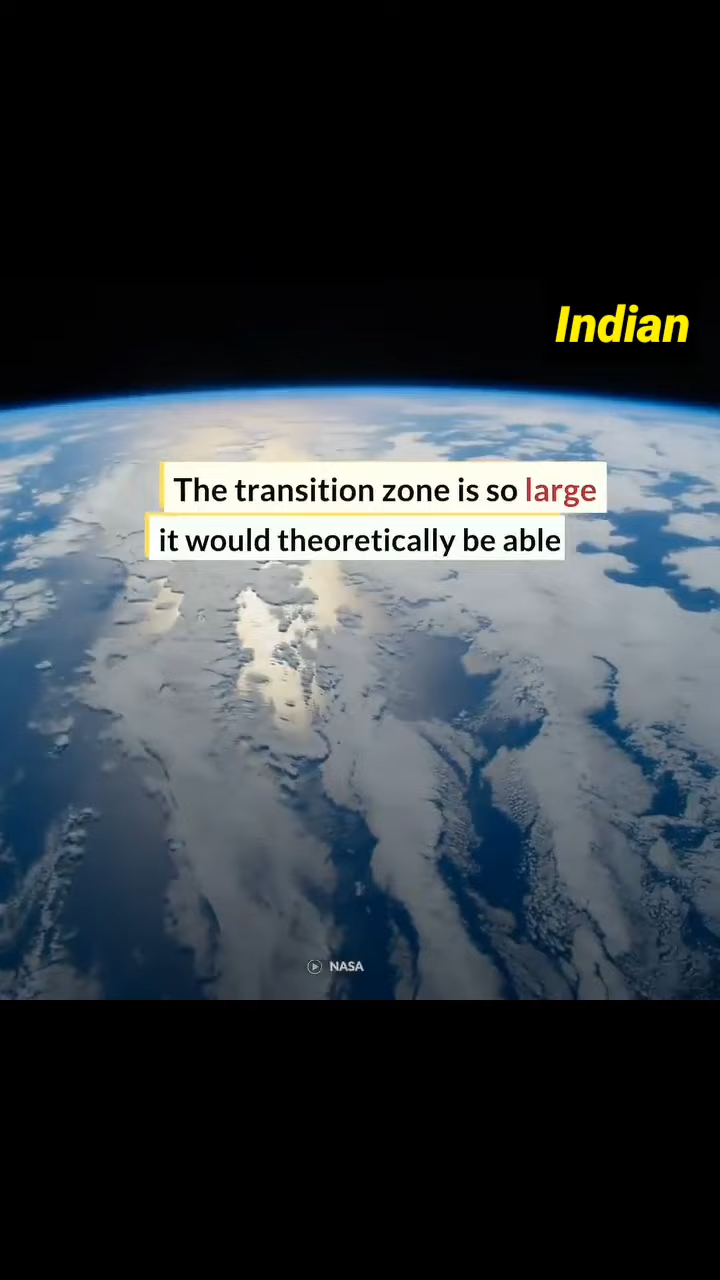 Indian
The transition zone is so large
it would theoretically be able
NASA